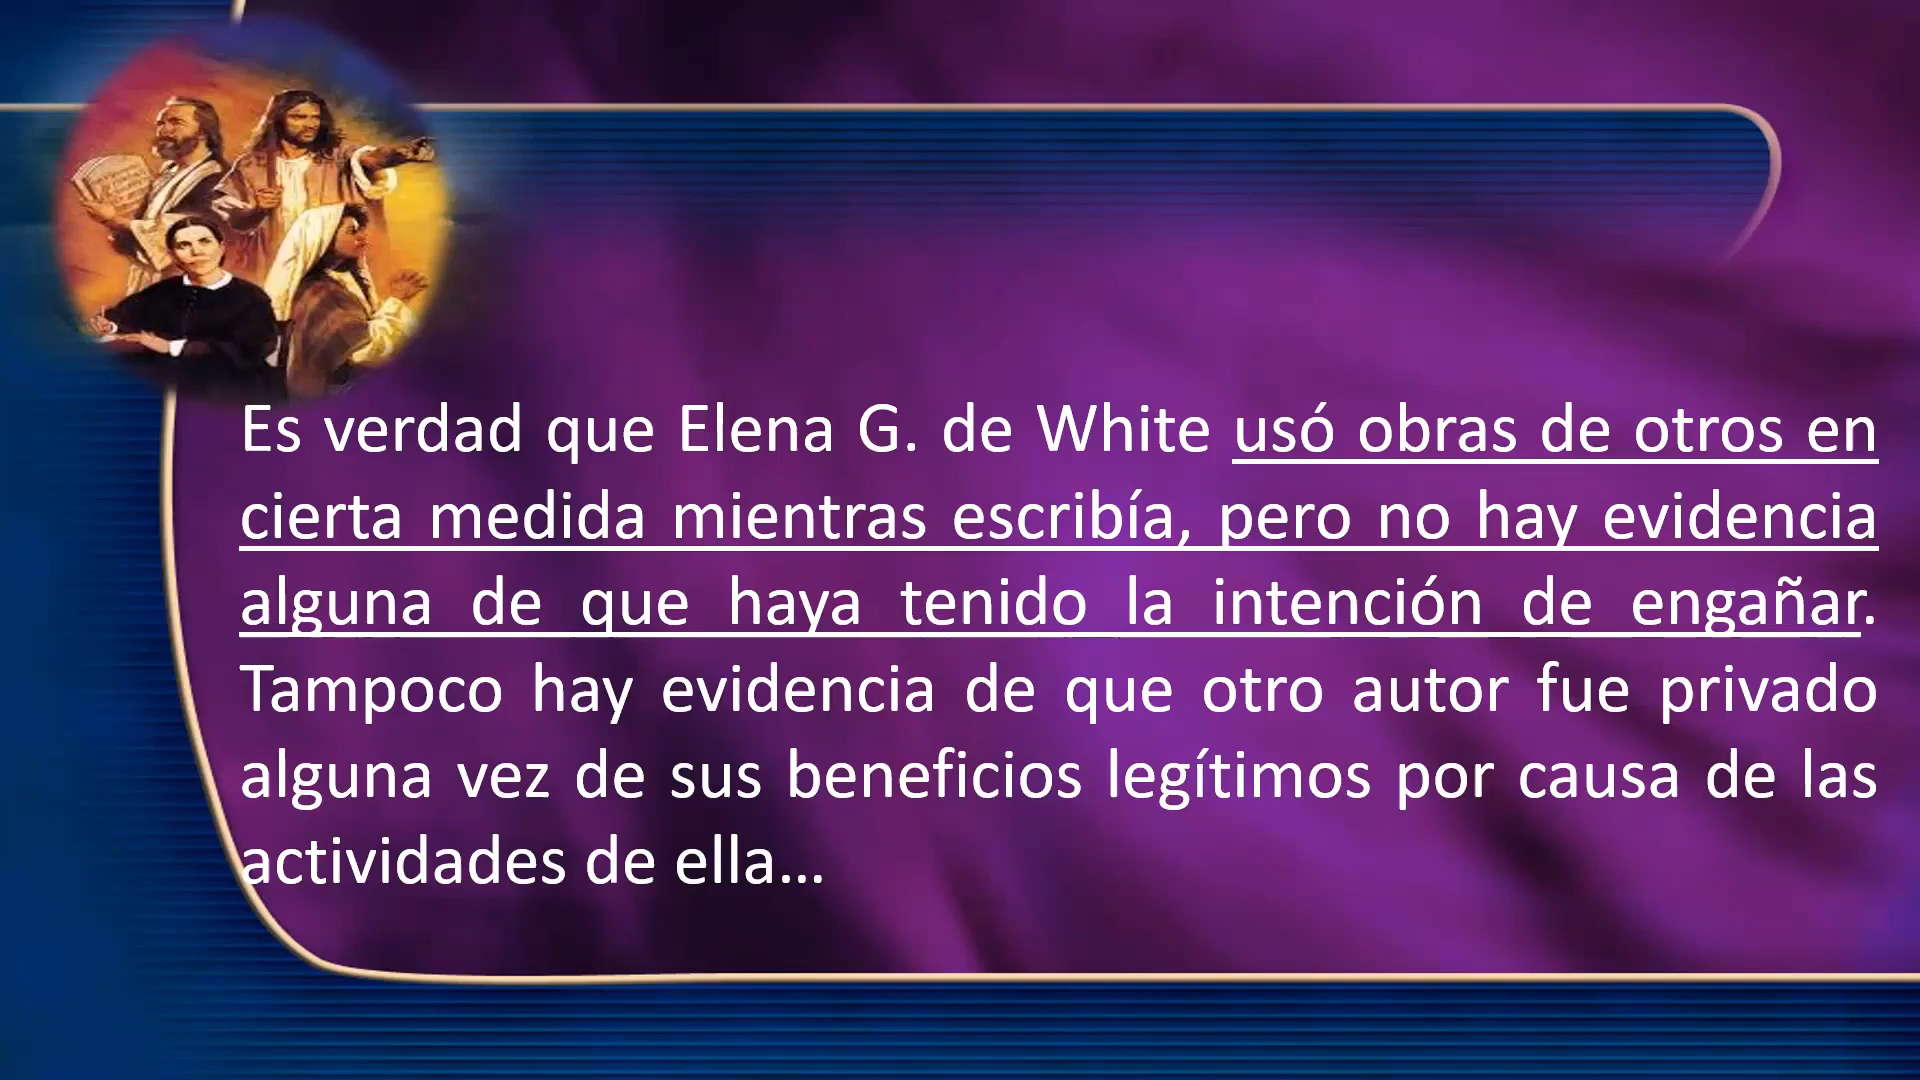 Es verdad que Elena G. de White usó obras de otros en
cierta medida mientras escribía, pero no hay evidencia
alguna de que haya tenido la intención de engañar.
Tampoco hay evidencia de que otro autor fue privado
alguna vez de sus beneficios legítimos por causa de las
actividades de ella...